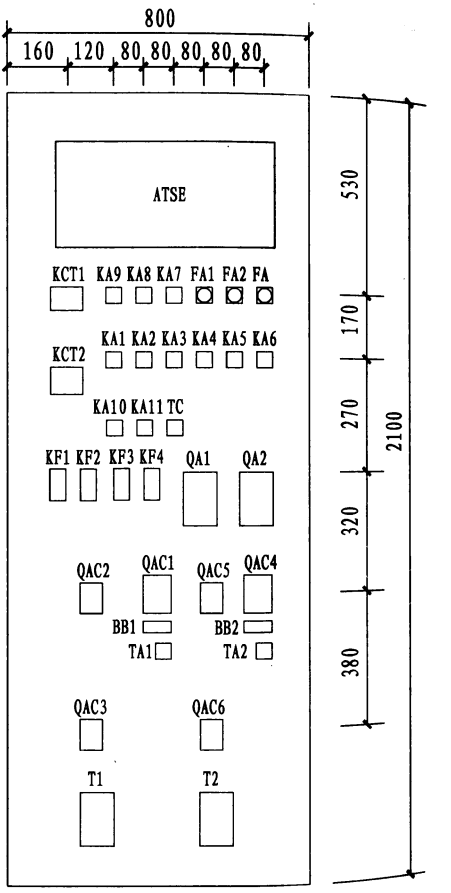 800
160 120 80 80 80 80 80
ATSE
530
KCT1 KA9 KA8 KA7 FA1 FA2 FA
170
KA1 KA2 KA3 KA4 KA5 KA6
KCT2
270
2100
KA10 KA11 TC
KF1 KF2 KF3 KF4 QA1 QA2
320
QAC2 QAC1 QAC5 QAC4
BB1 BB2
TA1 TA2
380
QAC3 QAC6
T1 T2